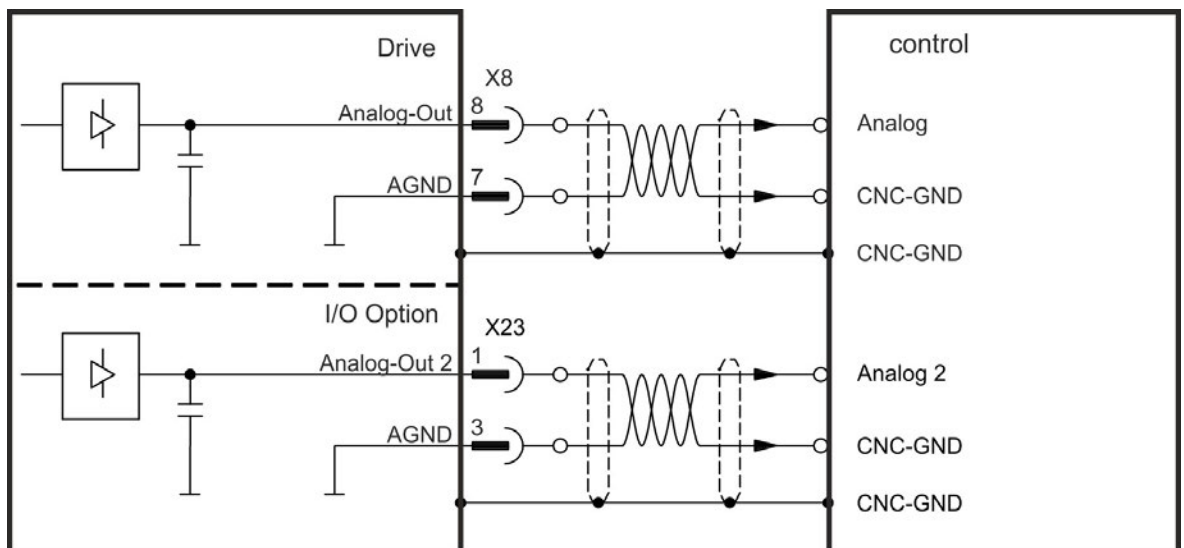 Drive
control
X8
Analog-Out
8
Analog
AGND
7
CNC-GND
CNC-GND
I/O Option
X23
Analog-Out 2
1
Analog 2
AGND
3
CNC-GND
CNC-GND